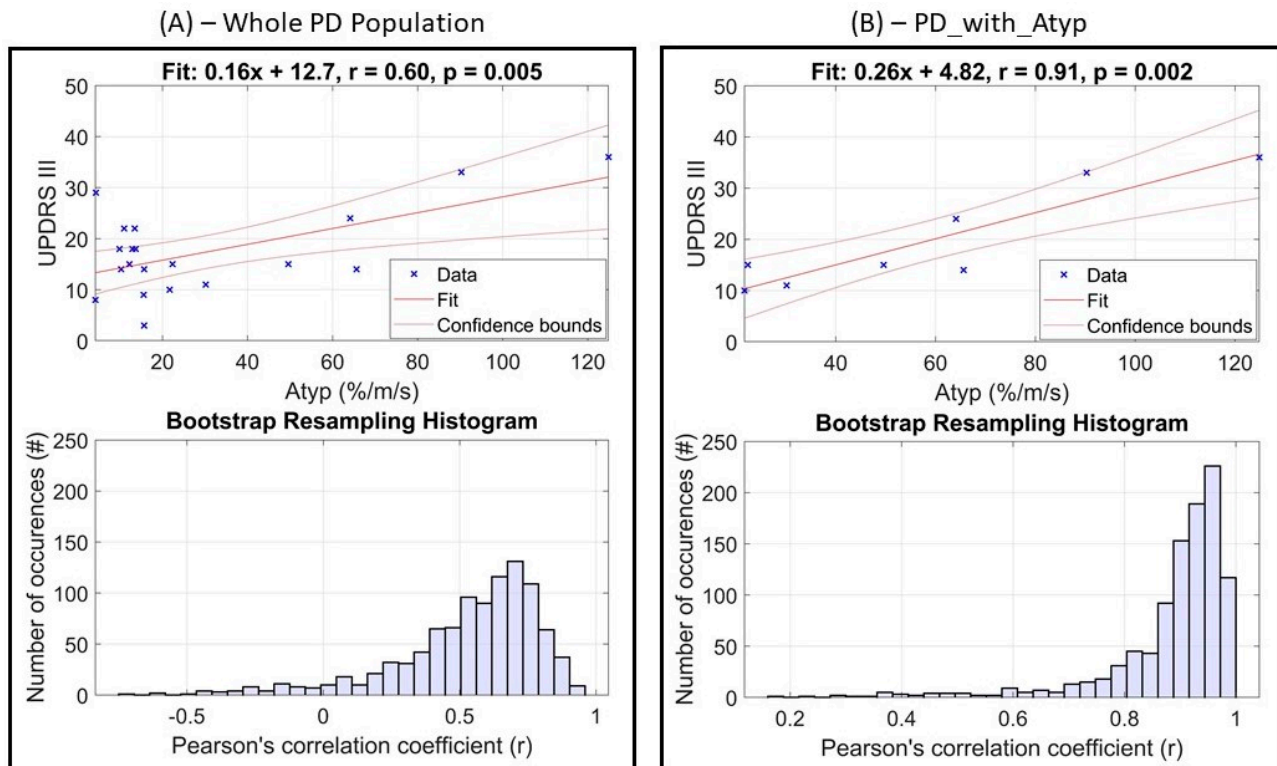 (A) – Whole PD Population
Fit: 0.16x + 12.7, r = 0.60, p = 0.005
50
40
30
20
10
0
UPDRS III
Data
Fit
Confidence bounds
20
40
60
80
100
120
Atyp (%/m/s)
Bootstrap Resampling Histogram
250
200
150
100
50
0
Number of occurences (#)
-0.5
0
0.5
1
Pearson's correlation coefficient (r)
(B) – PD_with_Atyp
Fit: 0.26x + 4.82, r = 0.91, p = 0.002
50
40
30
20
10
0
UPDRS III
Data
Fit
Confidence bounds
40
60
80
100
120
Atyp (%/m/s)
Bootstrap Resampling Histogram
250
200
150
100
50
0
Number of occurences (#)
0.2
0.4
0.6
0.8
1
Pearson's correlation coefficient (r)